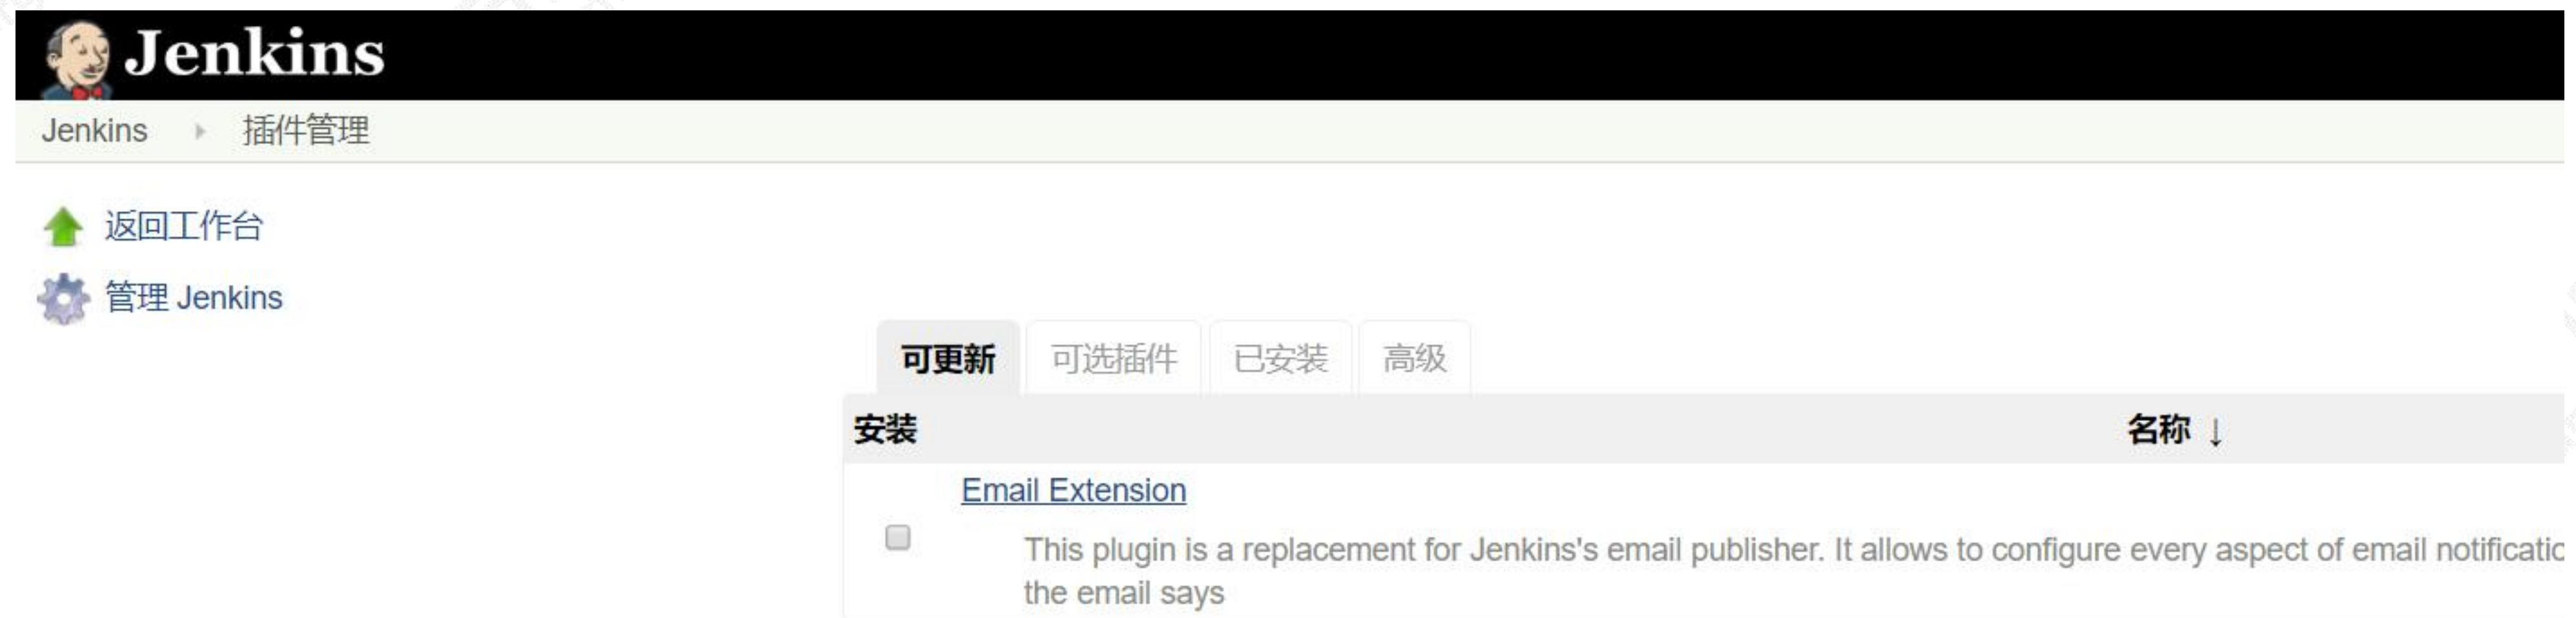 Jenkins
Jenkins 插件管理
返回工作台
管理 Jenkins
可更新 可选插件 已安装 高级
安装 名称 ↓
Email Extension
This plugin is a replacement for Jenkins's email publisher. It allows to configure every aspect of email notificatic
the email says